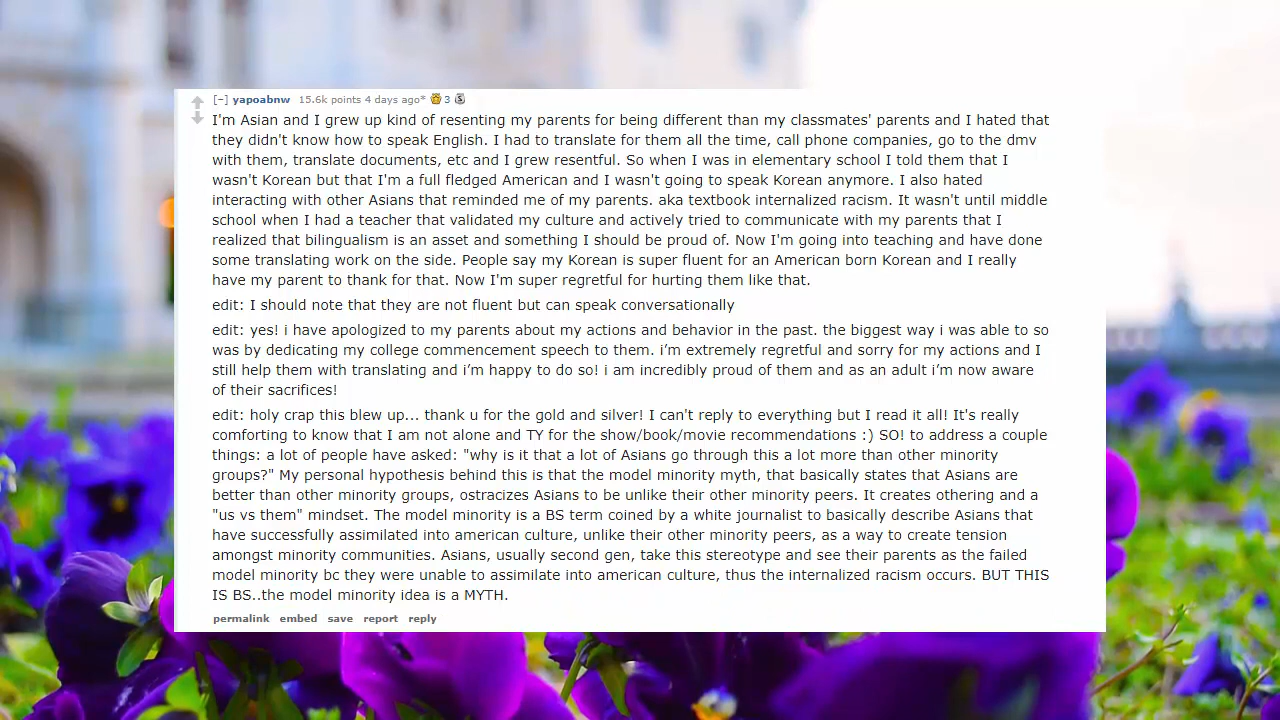 [–] yapoabnw 15.6k points 4 days ago* 3 S
I'm Asian and I grew up kind of resenting my parents for being different than my classmates' parents and I hated that
they didn't know how to speak English. I had to translate for them all the time, call phone companies, go to the dmv
with them, translate documents, etc and I grew resentful. So when I was in elementary school I told them that I
wasn't Korean but that I'm a full fledged American and I wasn't going to speak Korean anymore. I also hated
interacting with other Asians that reminded me of my parents. aka textbook internalized racism. It wasn't until middle
school when I had a teacher that validated my culture and actively tried to communicate with my parents that I
realized that bilingualism is an asset and something I should be proud of. Now I'm going into teaching and have done
some translating work on the side. People say my Korean is super fluent for an American born Korean and I really
have my parent to thank for that. Now I'm super regretful for hurting them like that.
edit: I should note that they are not fluent but can speak conversationally
edit: yes! i have apologized to my parents about my actions and behavior in the past. the biggest way i was able to so
was by dedicating my college commencement speech to them. i’m extremely regretful and sorry for my actions and I
still help them with translating and i’m happy to do so! i am incredibly proud of them and as an adult i’m now aware
of their sacrifices!
edit: holy crap this blew up... thank u for the gold and silver! I can't reply to everything but I read it all! It's really
comforting to know that I am not alone and TY for the show/book/movie recommendations :) SO! to address a couple
things: a lot of people have asked: "why is it that a lot of Asians go through this a lot more than other minority
groups?" My personal hypothesis behind this is that the model minority myth, that basically states that Asians are
better than other minority groups, ostracizes Asians to be unlike their other minority peers. It creates othering and a
"us vs them" mindset. The model minority is a BS term coined by a white journalist to basically describe Asians that
have successfully assimilated into american culture, unlike their other minority peers, as a way to create tension
amongst minority communities. Asians, usually second gen, take this stereotype and see their parents as the failed
model minority bc they were unable to assimilate into american culture, thus the internalized racism occurs. BUT THIS
IS BS..the model minority idea is a MYTH.
permalink embed save report reply